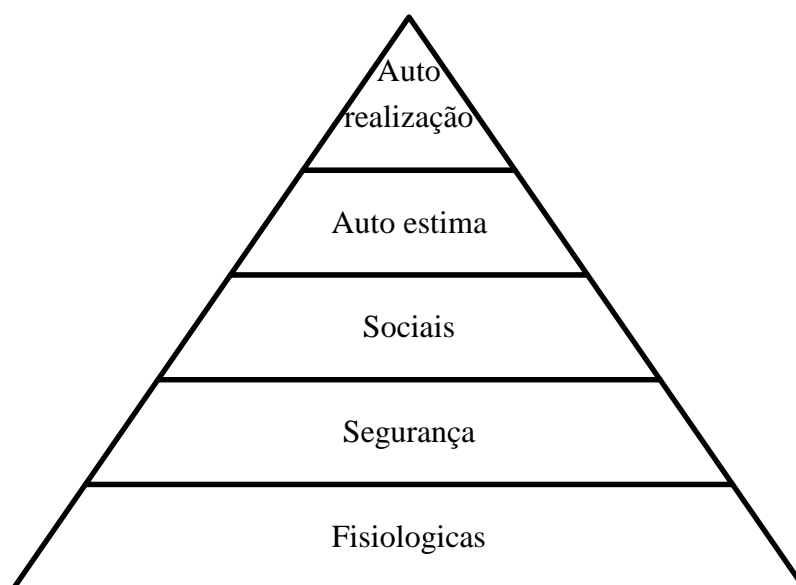 Auto
realização
Auto estima
Sociais
Segurança
Fisiologicas